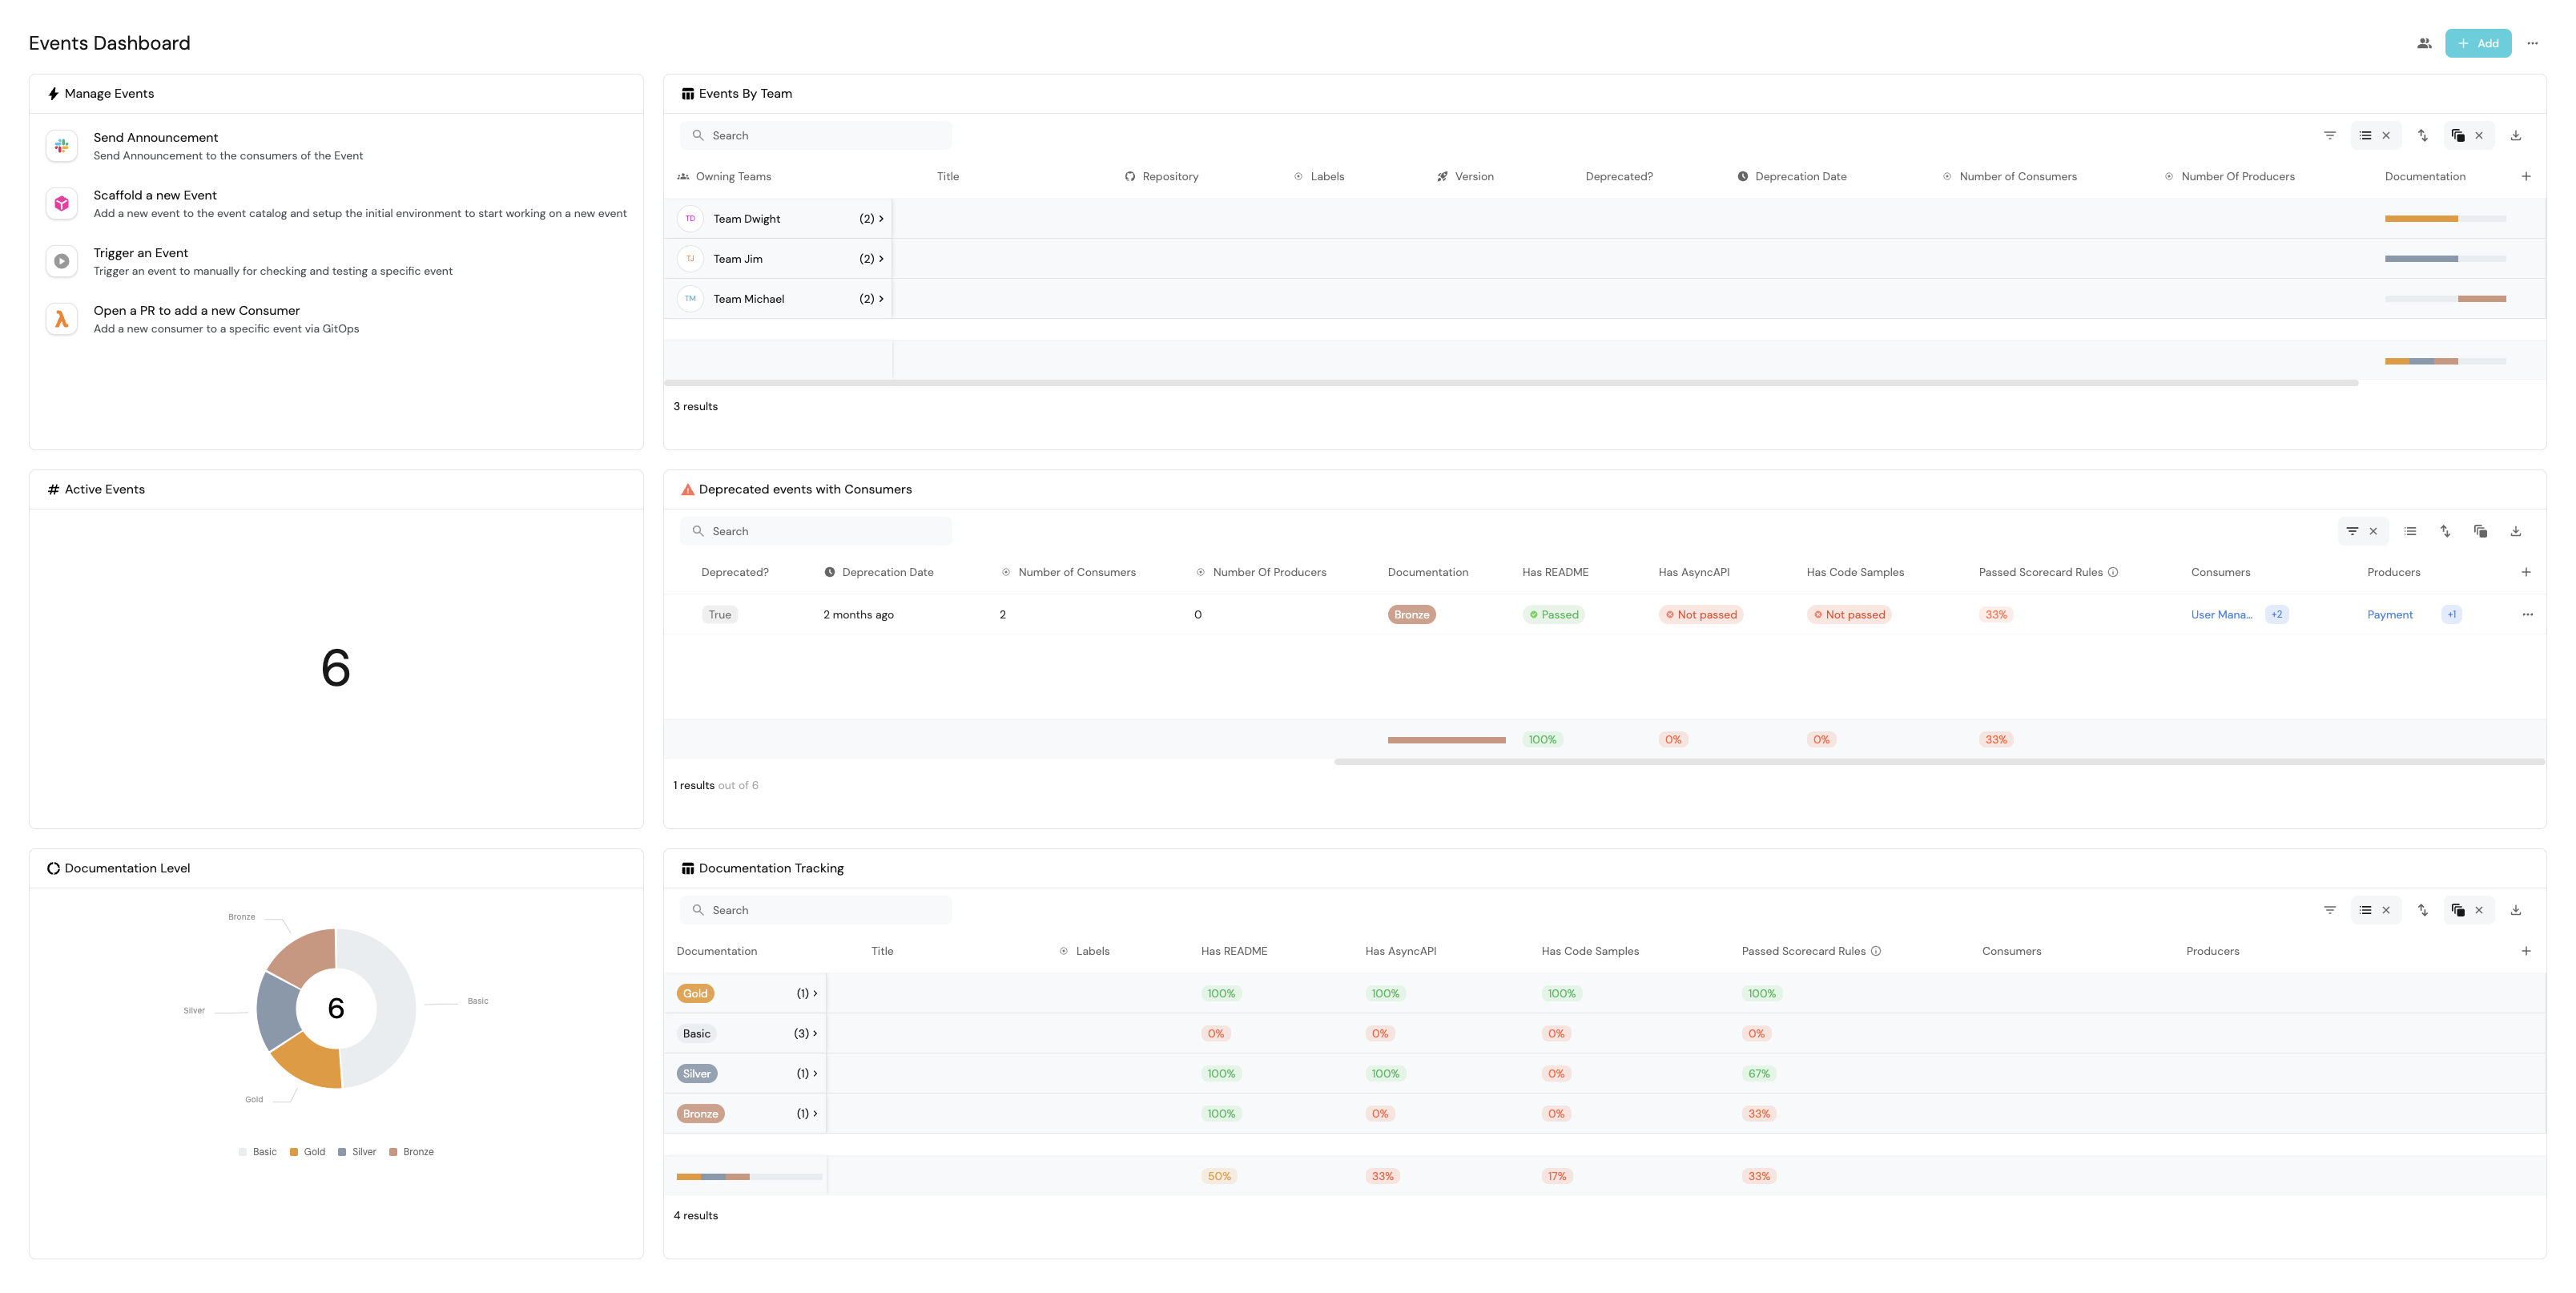 Events Dashboard
Add
Manage Events
Send Announcement
Send Announcement to the consumers of the Event
Scaffold a new Event
Add a new event to the event catalog and setup the initial environment to start working on a new event
Trigger an Event
Trigger an event to manually for checking and testing a specific event
Open a PR to add a new Consumer
Add a new consumer to a specific event via GitOps
Events By Team
Search
Owning Teams Title Repository Labels Version Deprecated? Deprecation Date Number of Consumers Number Of Producers Documentation
TD Team Dwight (2)
TJ Team Jim (2)
TM Team Michael (2)
3 results
# Active Events
6
Deprecated events with Consumers
Search
Deprecated? Deprecation Date Number of Consumers Number Of Producers Documentation Has README Has AsyncAPI Has Code Samples Passed Scorecard Rules Consumers Producers
True 2 months ago 2 0 Bronze Passed Not passed Not passed 33% User Mana... +2 Payment +1
100% 0% 0% 33%
1 results out of 6
Documentation Level
Bronze
Basic
Silver
6
Gold
Basic Gold Silver Bronze
Documentation Tracking
Search
Documentation Title Labels Has README Has AsyncAPI Has Code Samples Passed Scorecard Rules Consumers Producers
Gold (1) 100% 100% 100% 100%
Basic (3) 0% 0% 0% 0%
Silver (1) 100% 100% 0% 67%
Bronze (1) 100% 0% 0% 33%
50% 33% 17% 33%
4 results